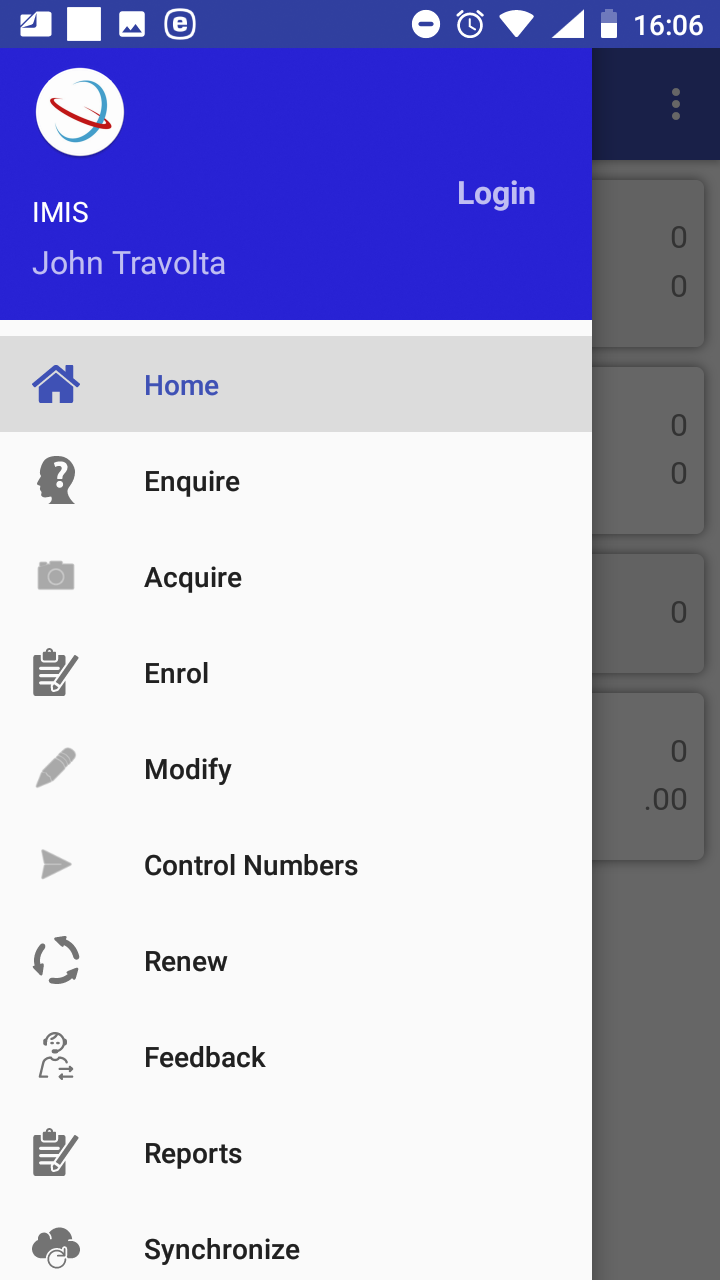 16:06
Login
IMIS
John Travolta
0
0
Home
0
Enquire
0
Acquire
0
Enrol
0
Modify
.00
Control Numbers
Renew
Feedback
Reports
Synchronize